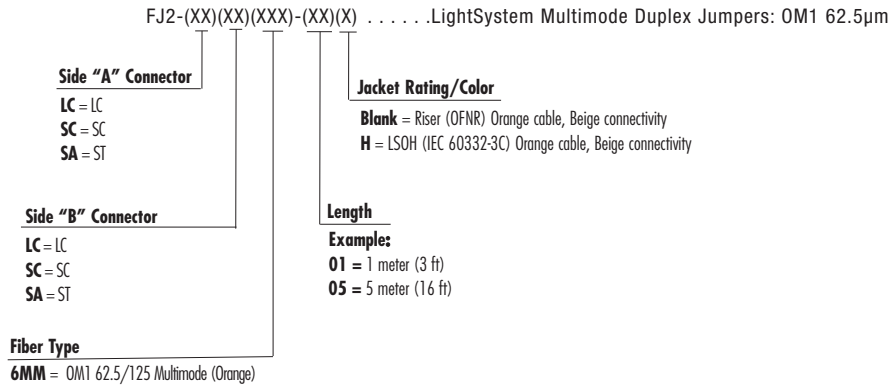 FJ2-(XX)(XX)(XXX)-(XX)(X) . . . . . .LightSystem Multimode Duplex Jumpers: OM1 62.5µm
Side “A” Connector
LC = LC
SC = SC
SA = ST
Jacket Rating/Color
Blank = Riser (OFNR) Orange cable, Beige connectivity
H = LSOH (IEC 60332-3C) Orange cable, Beige connectivity
Side “B” Connector
LC = LC
SC = SC
SA = ST
Length
Example:
01 = 1 meter (3 ft)
05 = 5 meter (16 ft)
Fiber Type
6MM = OM1 62.5/125 Multimode (Orange)